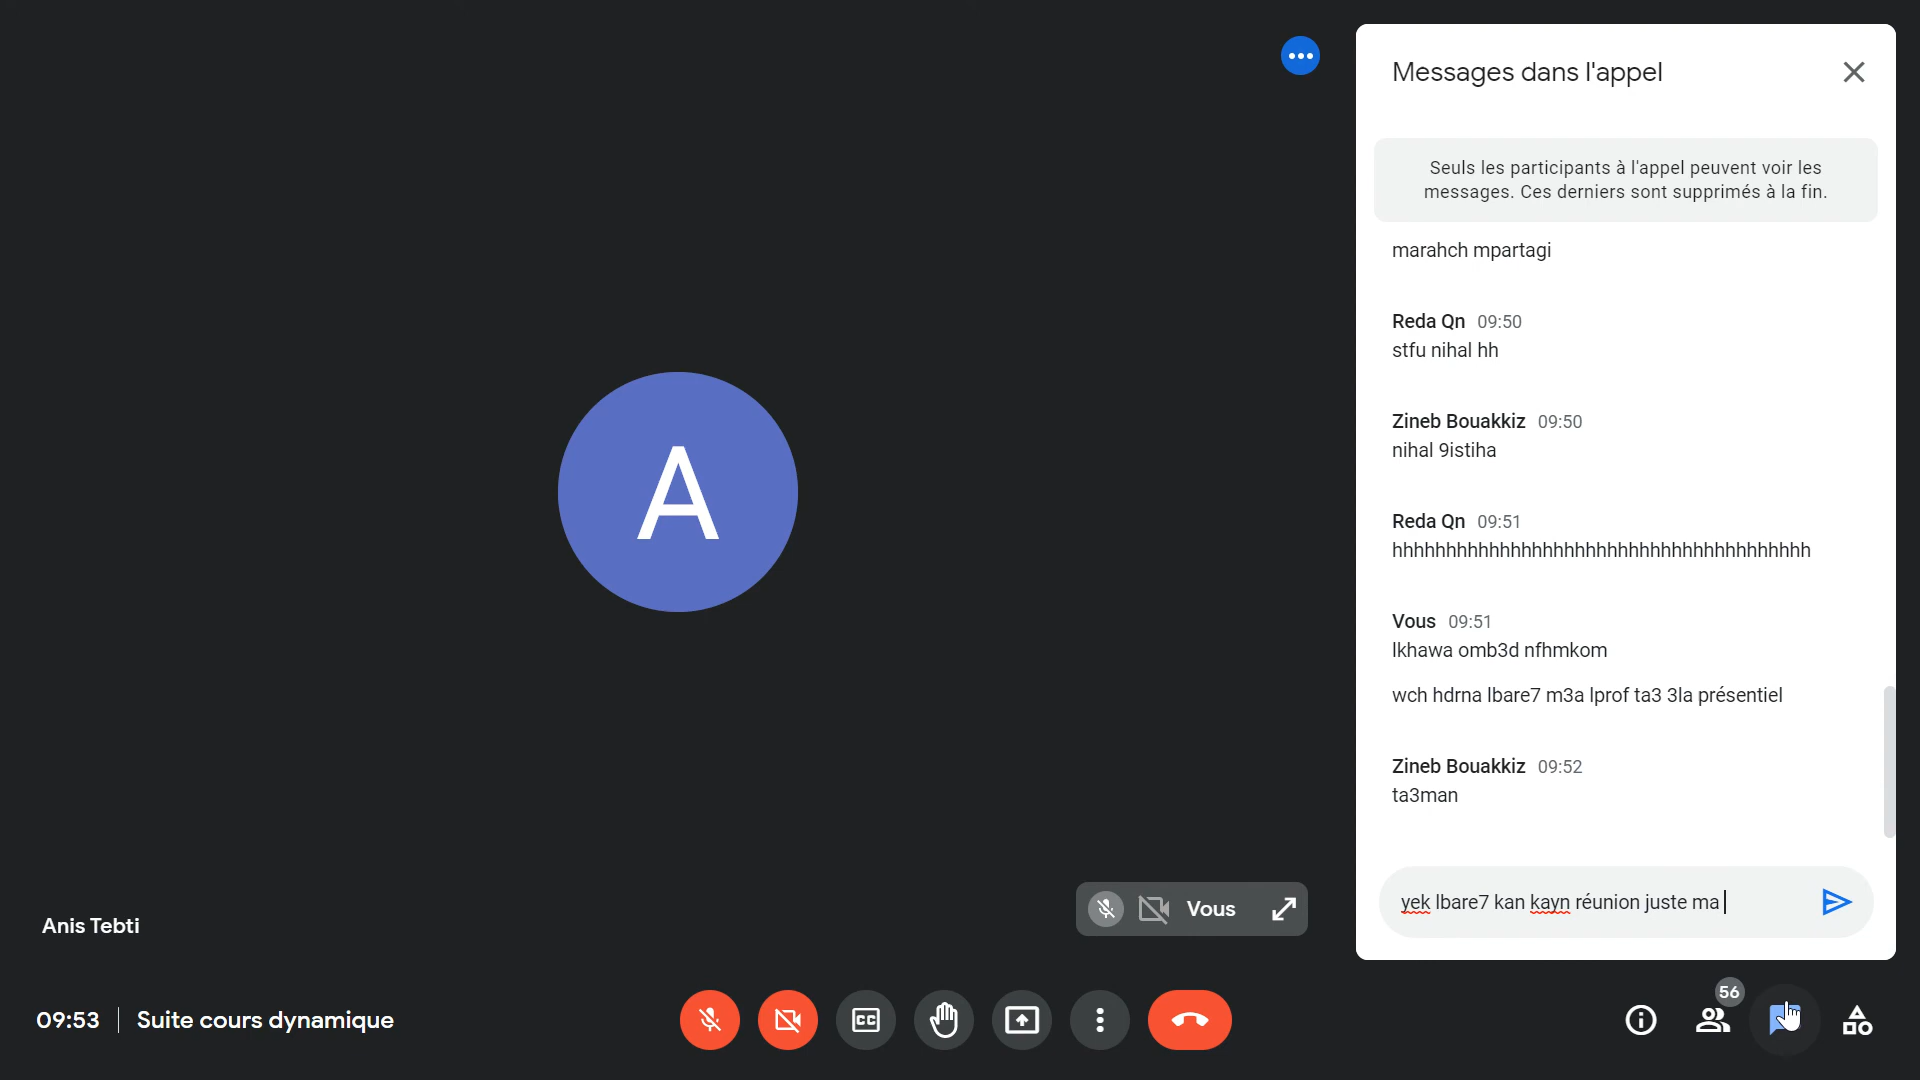 Messages dans l'appel
Seuls les participants à l'appel peuvent voir les
messages. Ces derniers sont supprimés à la fin.
marahch mpartagi
Reda Qn 09:50
stfu nihal hh
Zineb Bouakkiz 09:50
nihal 9istiha
Reda Qn 09:51
hhhhhhhhhhhhhhhhhhhhhhhhhhhhhhhhhhhhhhh
Vous 09:51
lkhawa omb3d nfhmkom
wch hdrna lbare7 m3a lprof ta3 3la présentiel
Zineb Bouakkiz 09:52
ta3man
yek lbare7 kan kayn réunion juste ma
A
Vous
Anis Tebti
09:53
Suite cours dynamique
CC
56